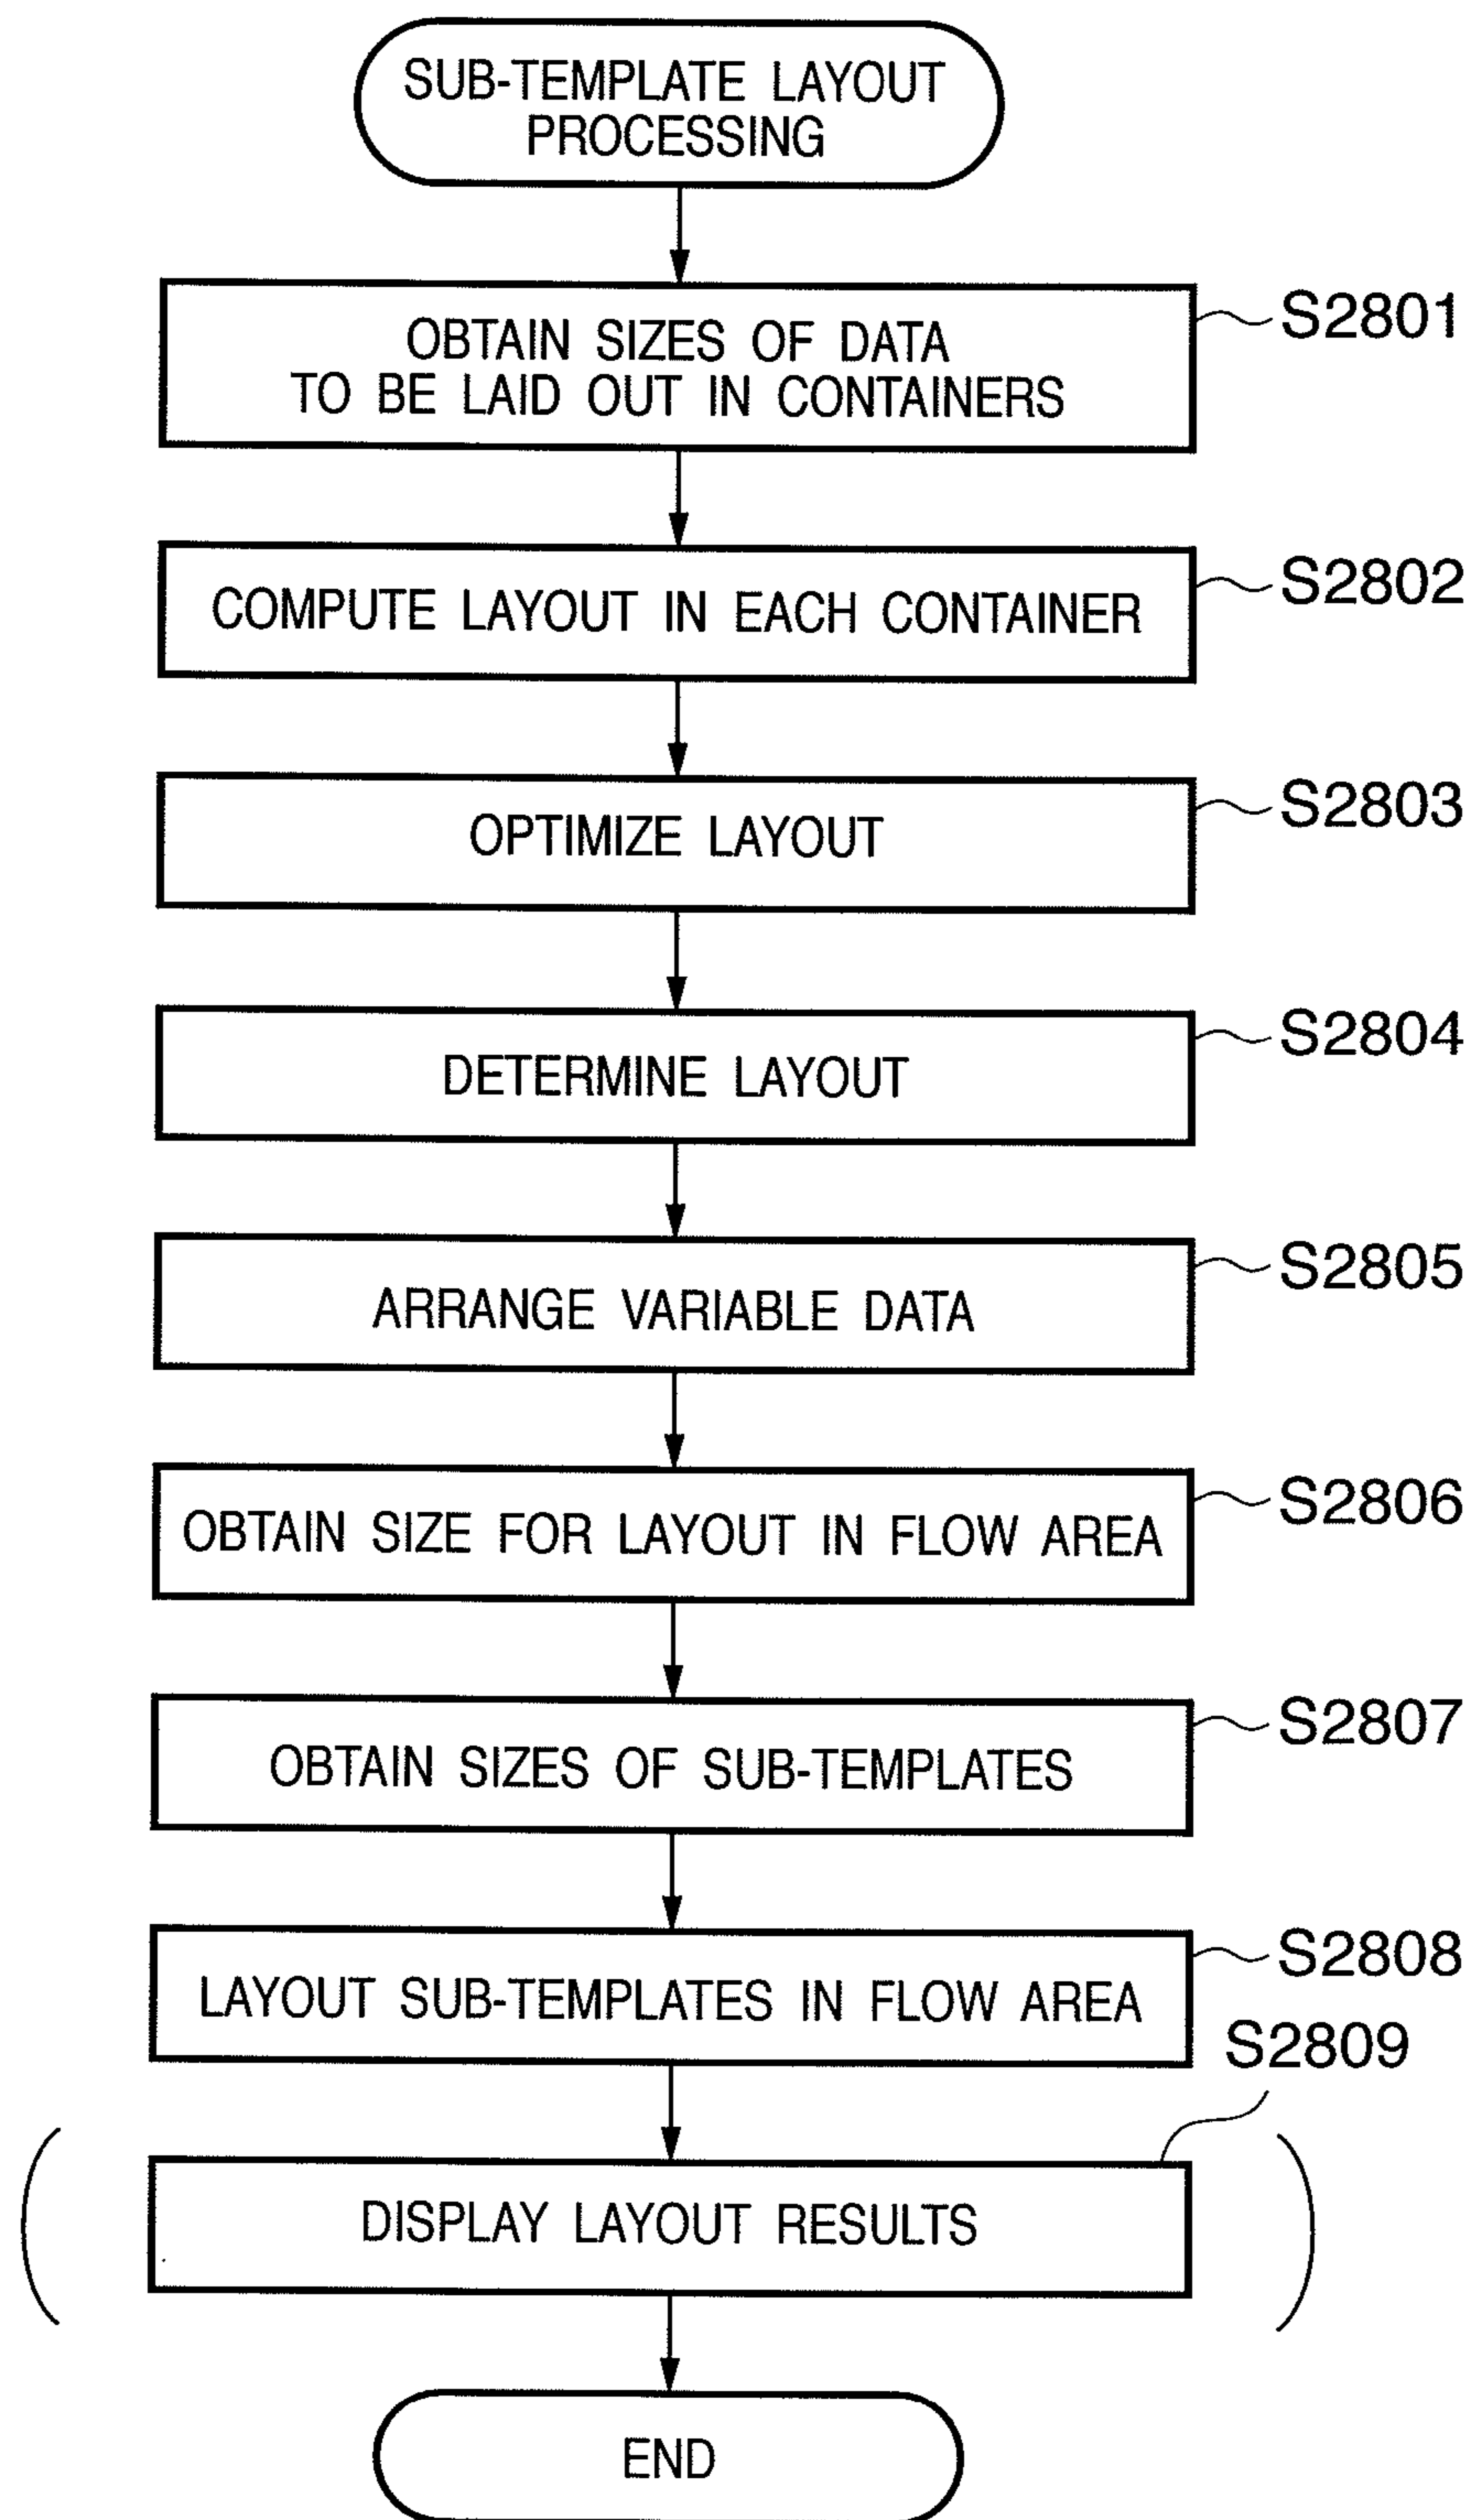 SUB-TEMPLATE LAYOUT
PROCESSING
OBTAIN SIZES OF DATA
TO BE LAID OUT IN CONTAINERS
S2801
COMPUTE LAYOUT IN EACH CONTAINER
S2802
OPTIMIZE LAYOUT
S2803
DETERMINE LAYOUT
S2804
ARRANGE VARIABLE DATA
S2805
OBTAIN SIZE FOR LAYOUT IN FLOW AREA
S2806
OBTAIN SIZES OF SUB-TEMPLATES
S2807
LAYOUT SUB-TEMPLATES IN FLOW AREA
S2808
S2809
DISPLAY LAYOUT RESULTS
END